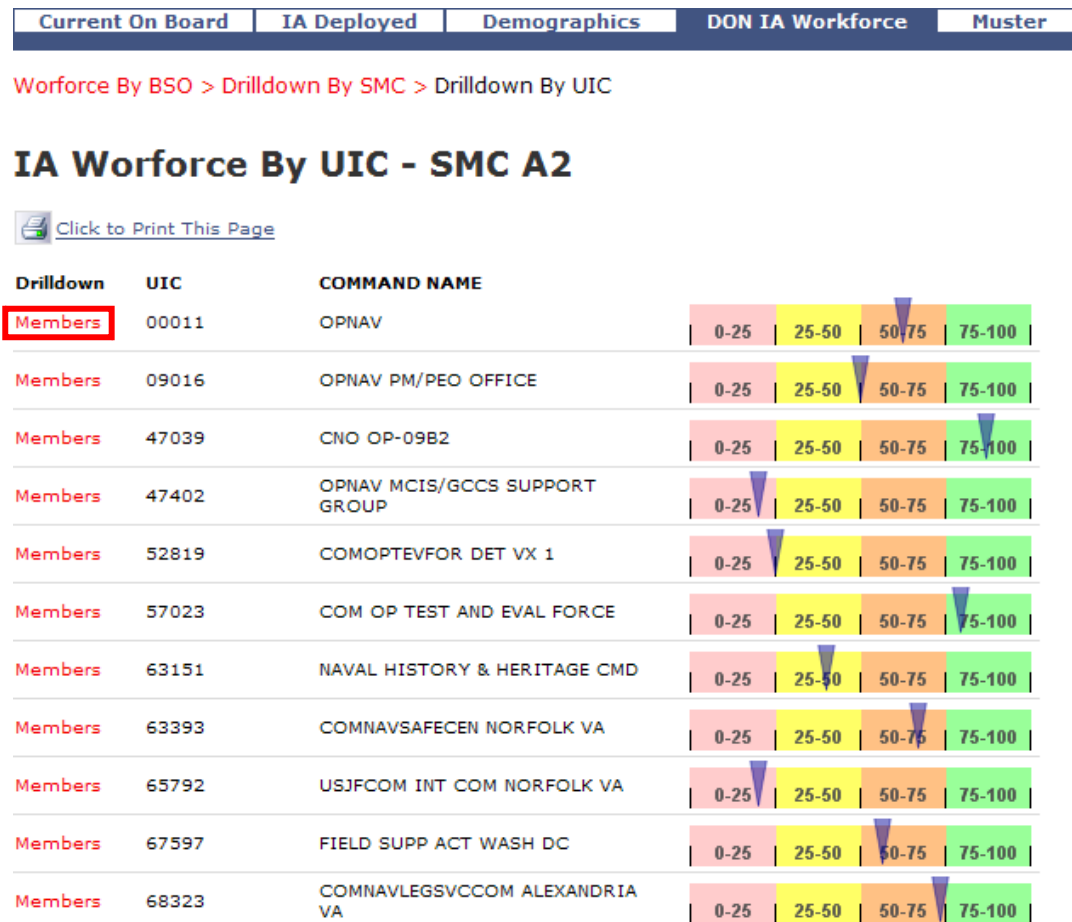 Current On Board IA Deployed Demographics DON IA Workforce Muster
Worforce By BSO > Drilldown By SMC > Drilldown By UIC
IA Worforce By UIC - SMC A2
Click to Print This Page
Drilldown UIC COMMAND NAME
Members 00011 OPNAV 0-25 25-50 50-75 75-100
Members 09016 OPNAV PM/PEO OFFICE 0-25 25-50 50-75 75-100
Members 47039 CNO OP-09B2 0-25 25-50 50-75 75-100
Members 47402 OPNAV MCIS/GCCS SUPPORT
GROUP 0-25 25-50 50-75 75-100
Members 52819 COMOPTEVFOR DET VX 1 0-25 25-50 50-75 75-100
Members 57023 COM OP TEST AND EVAL FORCE 0-25 25-50 50-75 75-100
Members 63151 NAVAL HISTORY & HERITAGE CMD 0-25 25-50 50-75 75-100
Members 63393 COMNAVSAFECEN NORFOLK VA 0-25 25-50 50-75 75-100
Members 65792 USJFCOM INT COM NORFOLK VA 0-25 25-50 50-75 75-100
Members 67597 FIELD SUPP ACT WASH DC 0-25 25-50 50-75 75-100
Members 68323 COMNAVLEGSVCCOM ALEXANDRIA
VA 0-25 25-50 50-75 75-100